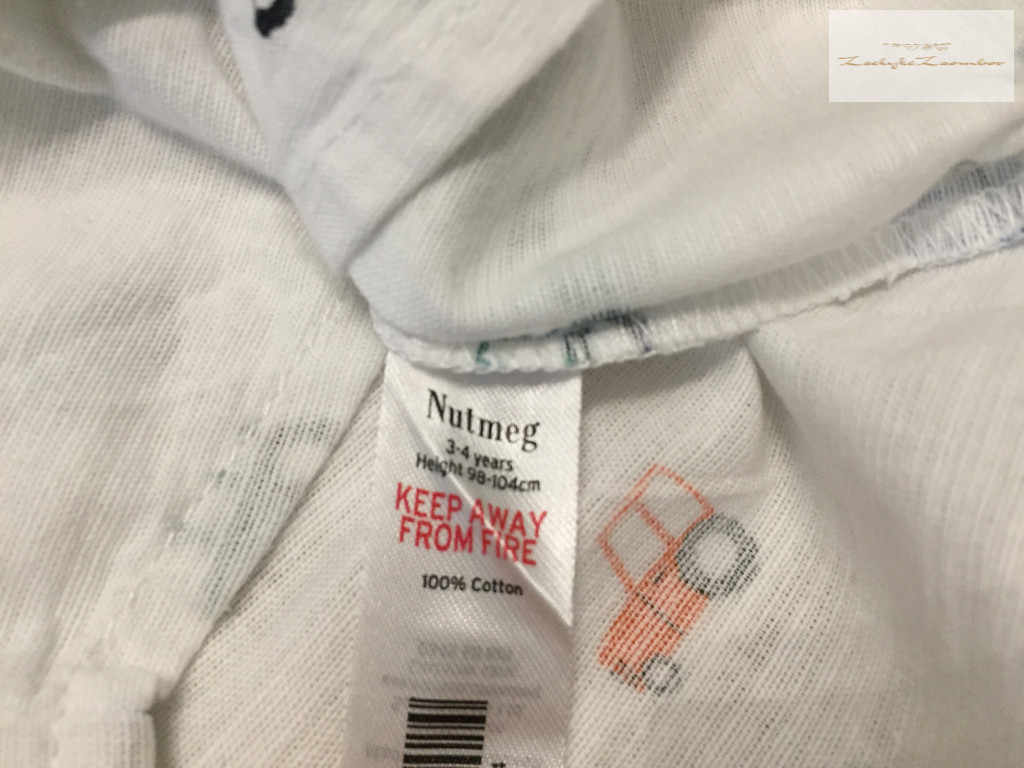 Nutmeg
3-4 years
Height 98-104cm
KEEP AWAY
FROM FIRE
100% Cotton